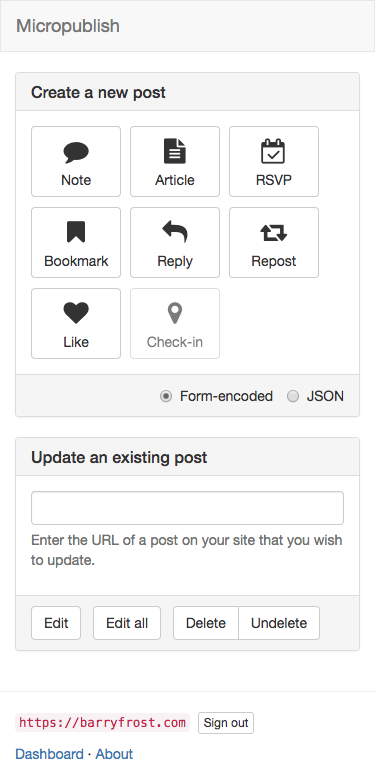 Micropublish
Create a new post
Note Article RSVP
Bookmark Reply Repost
Like Check-in
Form-encoded JSON
Update an existing post
Enter the URL of a post on your site that you wish
to update.
Edit Edit all Delete Undelete
https://barryfrost.com Sign out
Dashboard · About